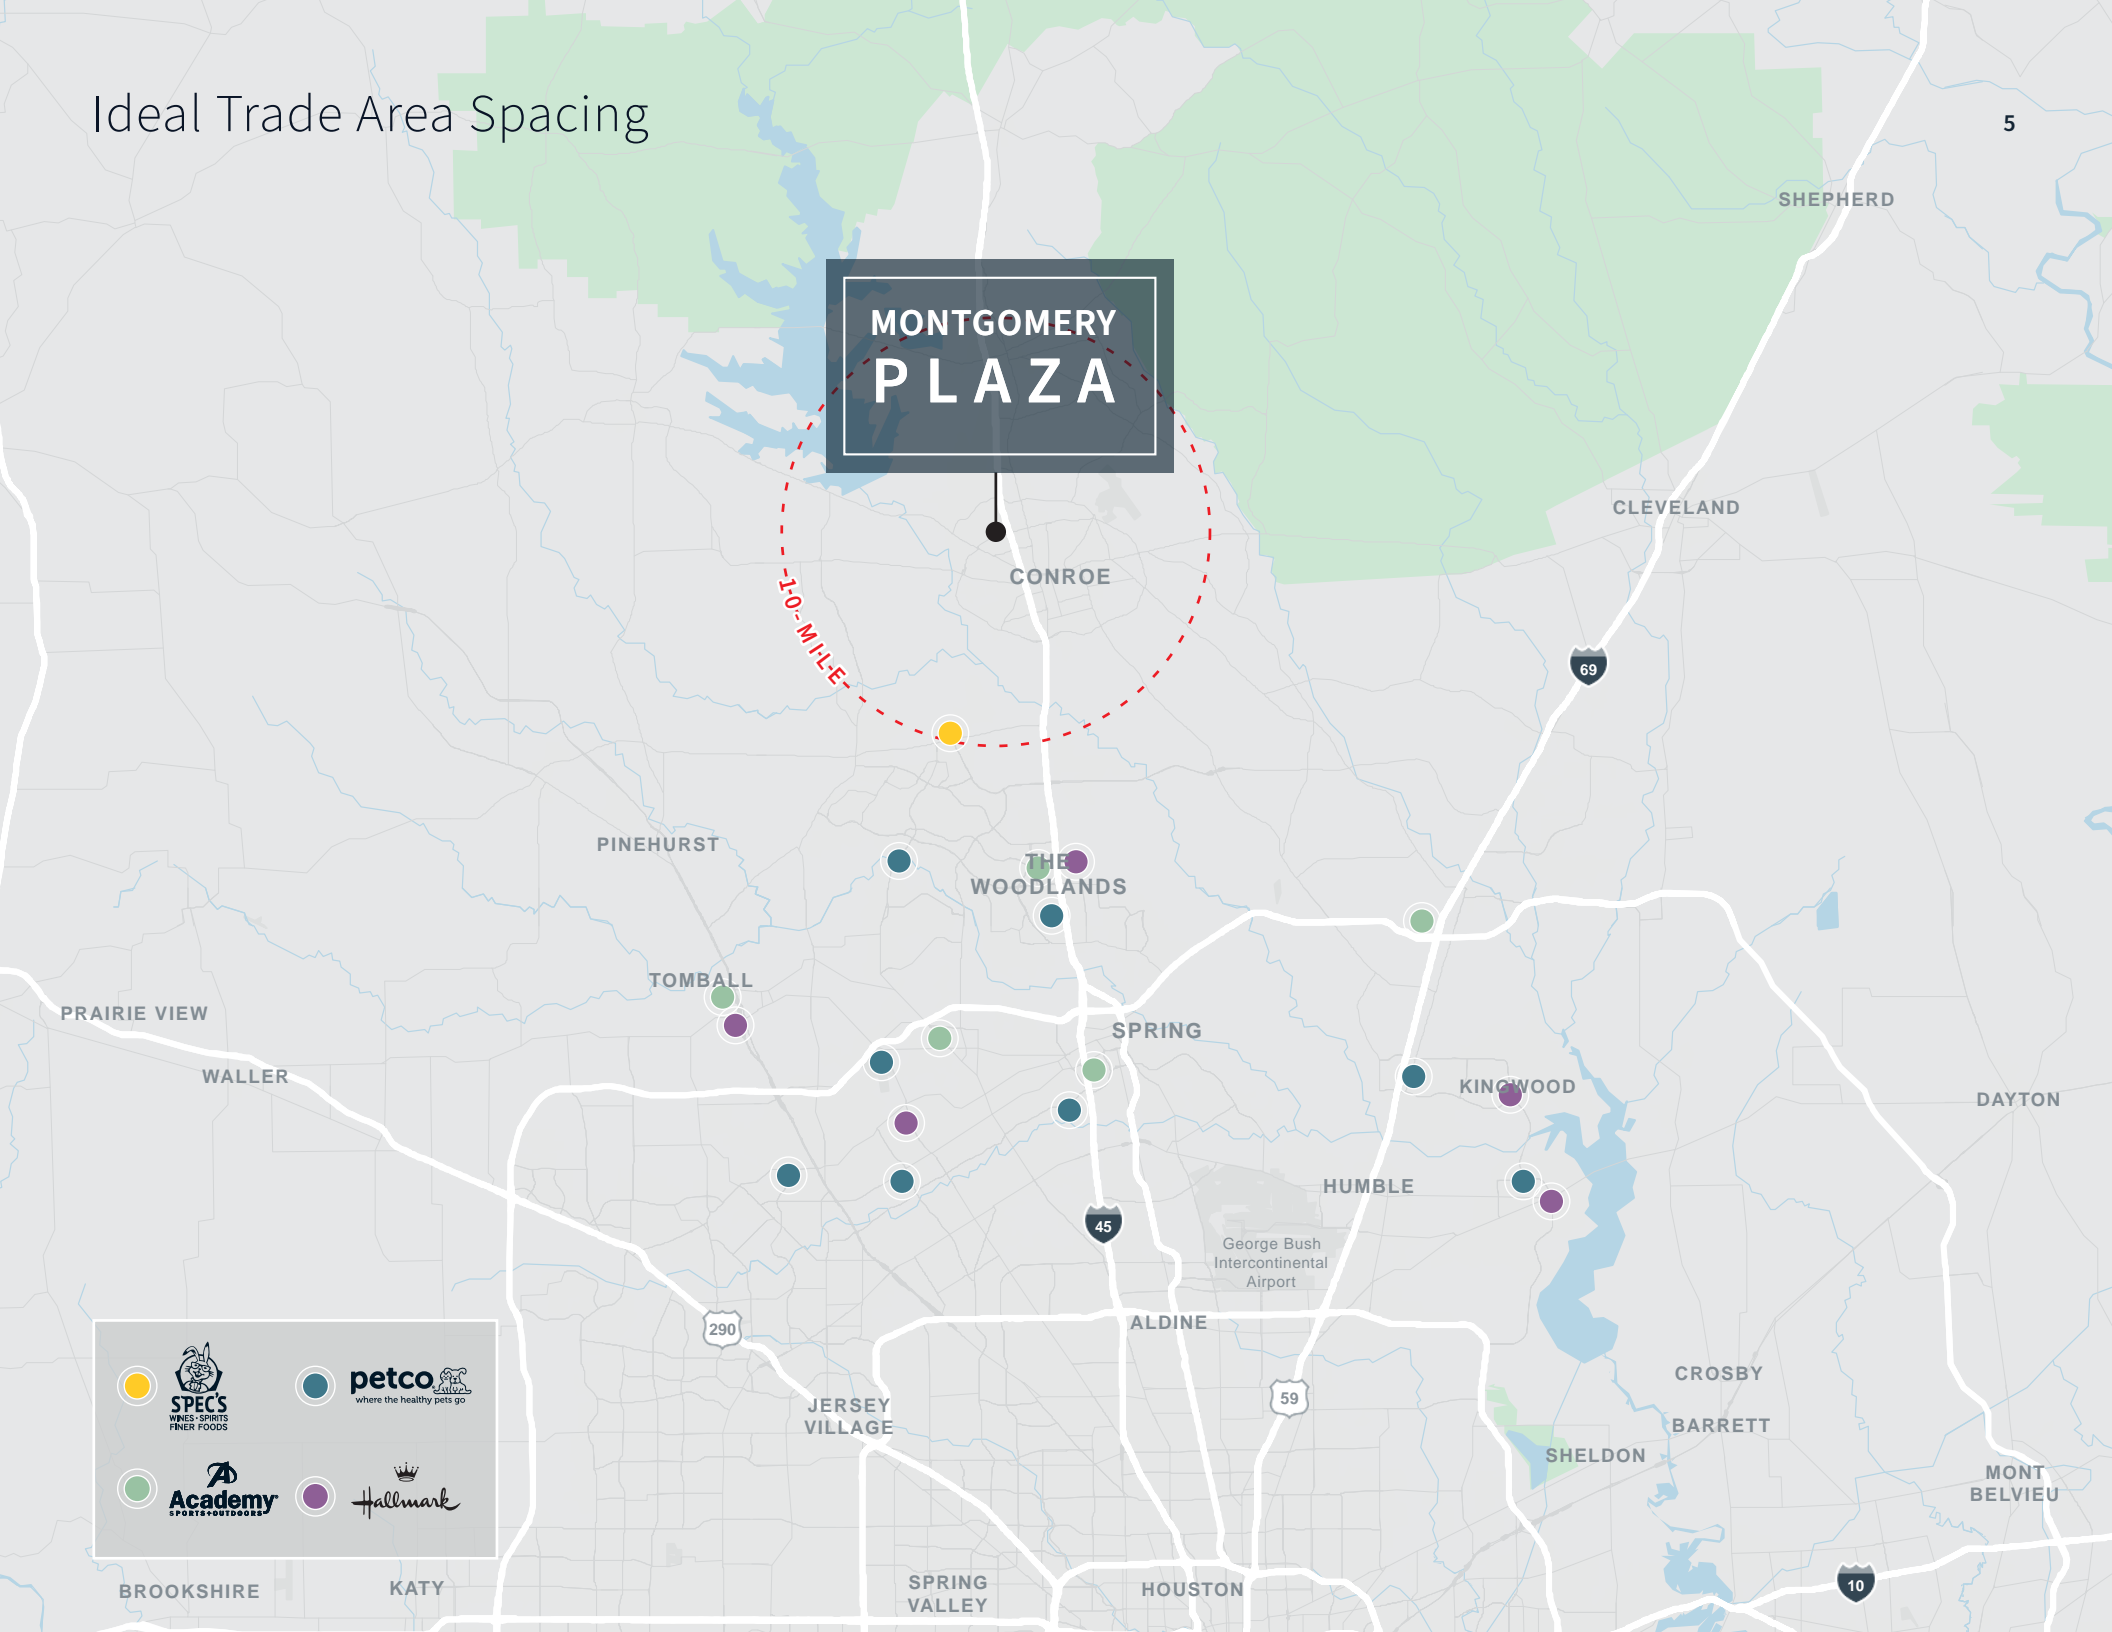 Ideal Trade Area Spacing
5
SHEPHERD
MONTGOMERY
PLAZA
CLEVELAND
CONROE
10-MILE
69
PINEHURST
THE
WOODLANDS
TOMBALL
PRAIRIE VIEW
SPRING
WALLER
KINGWOOD
DAYTON
HUMBLE
45
George Bush
Intercontinental
Airport
290
ALDINE
CROSBY
59
JERSEY
VILLAGE
BARRETT
SHELDON
MONT
BELVIEU
SPEC'S
WINES • SPIRITS
FINER FOODS
petco
where the healthy pets go
Academy
SPORTS+OUTDOORS
Hallmark
BROOKSHIRE
KATY
SPRING
VALLEY
HOUSTON
10